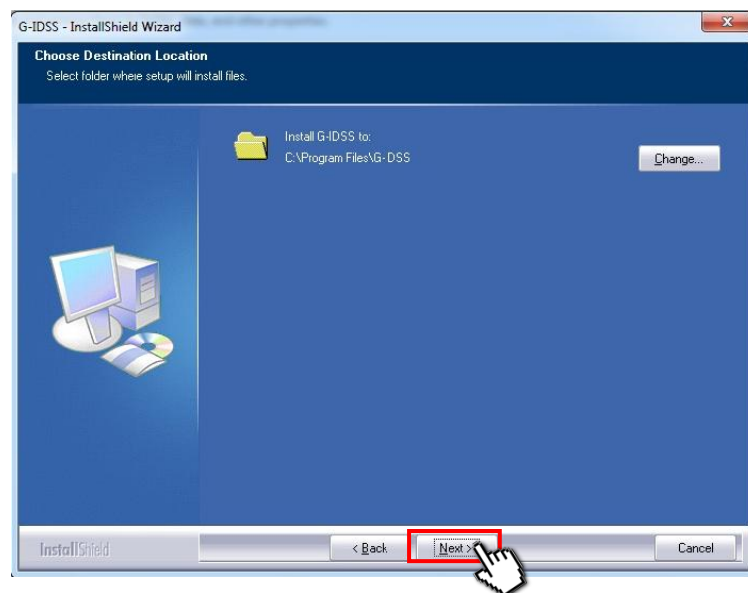 G-IDSS - InstallShield Wizard
Choose Destination Location
Select folder where setup will install files.
Install G-IDSS to:
C:\Program Files\G-DSS
Change...
InstallShield
< Back
Next >
Cancel